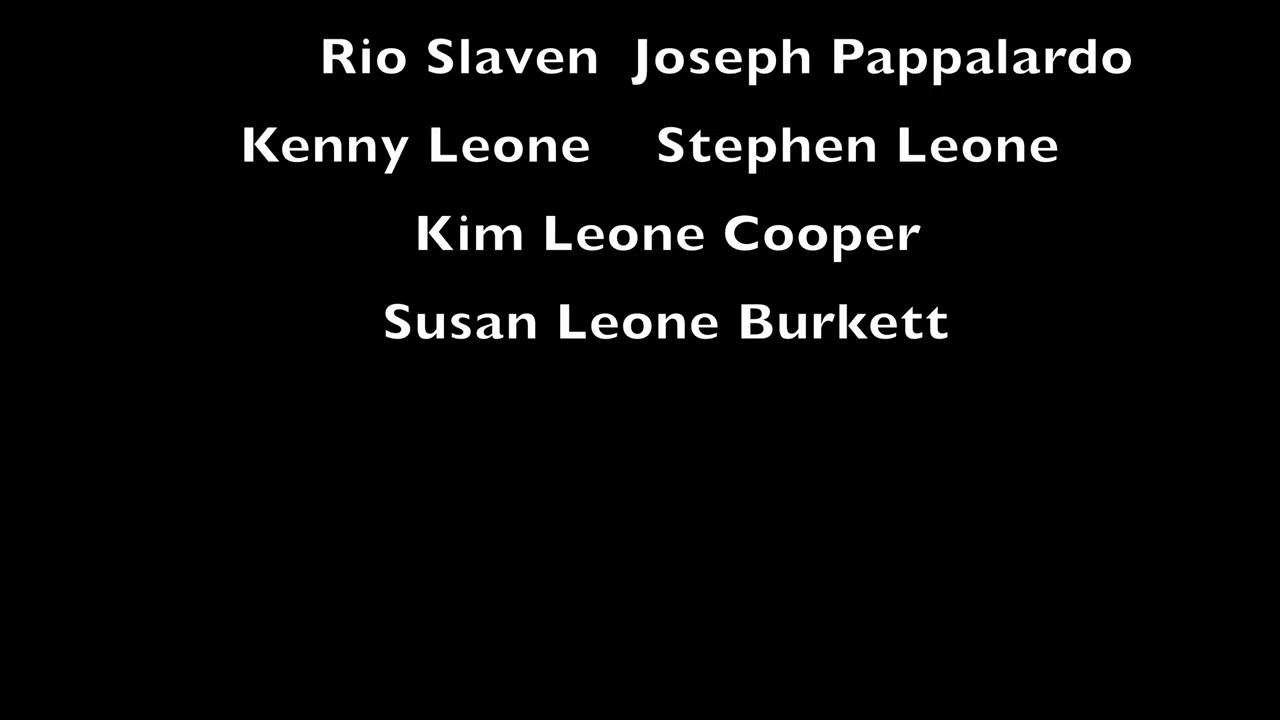 Rio Slaven Joseph Pappalardo
Kenny Leone Stephen Leone
Kim Leone Cooper
Susan Leone Burkett